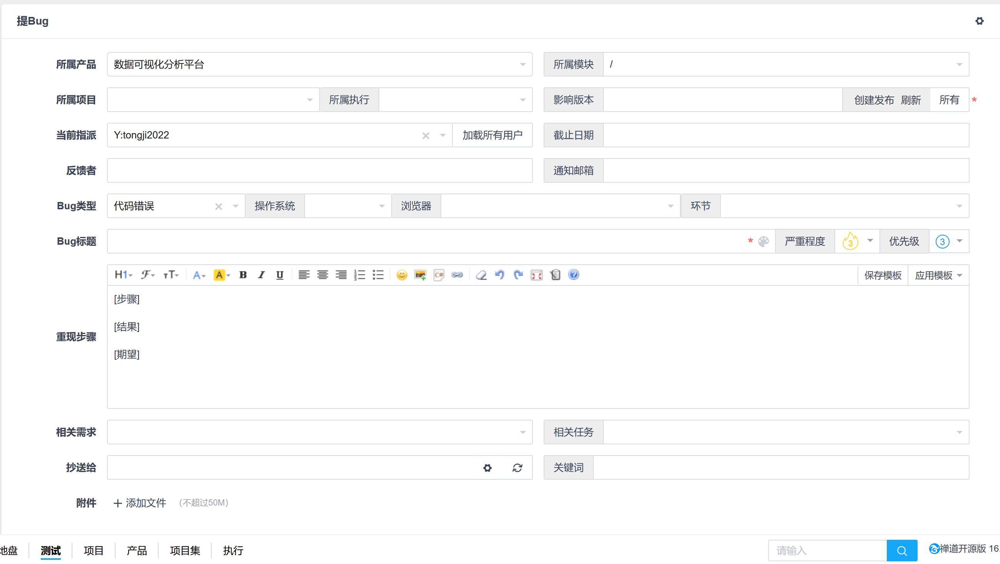 提Bug
所属产品 数据可视化分析平台 所属模块 /
所属项目 所属执行 影响版本 创建发布 刷新 所有 *
当前指派 Y:tongji2022 加载所有用户 截止日期
反馈者 通知邮箱
Bug类型 代码错误 操作系统 浏览器 环节
Bug标题 * 严重程度 3 优先级 3
H1 F TT A A B I U C# 保存模板 应用模板
[步骤]
[结果]
重现步骤
[期望]
相关需求 相关任务
抄送给 关键词
附件 + 添加文件 (不超过50M)
地盘 测试 项目 产品 项目集 执行 请输入 禅道开源版 16.